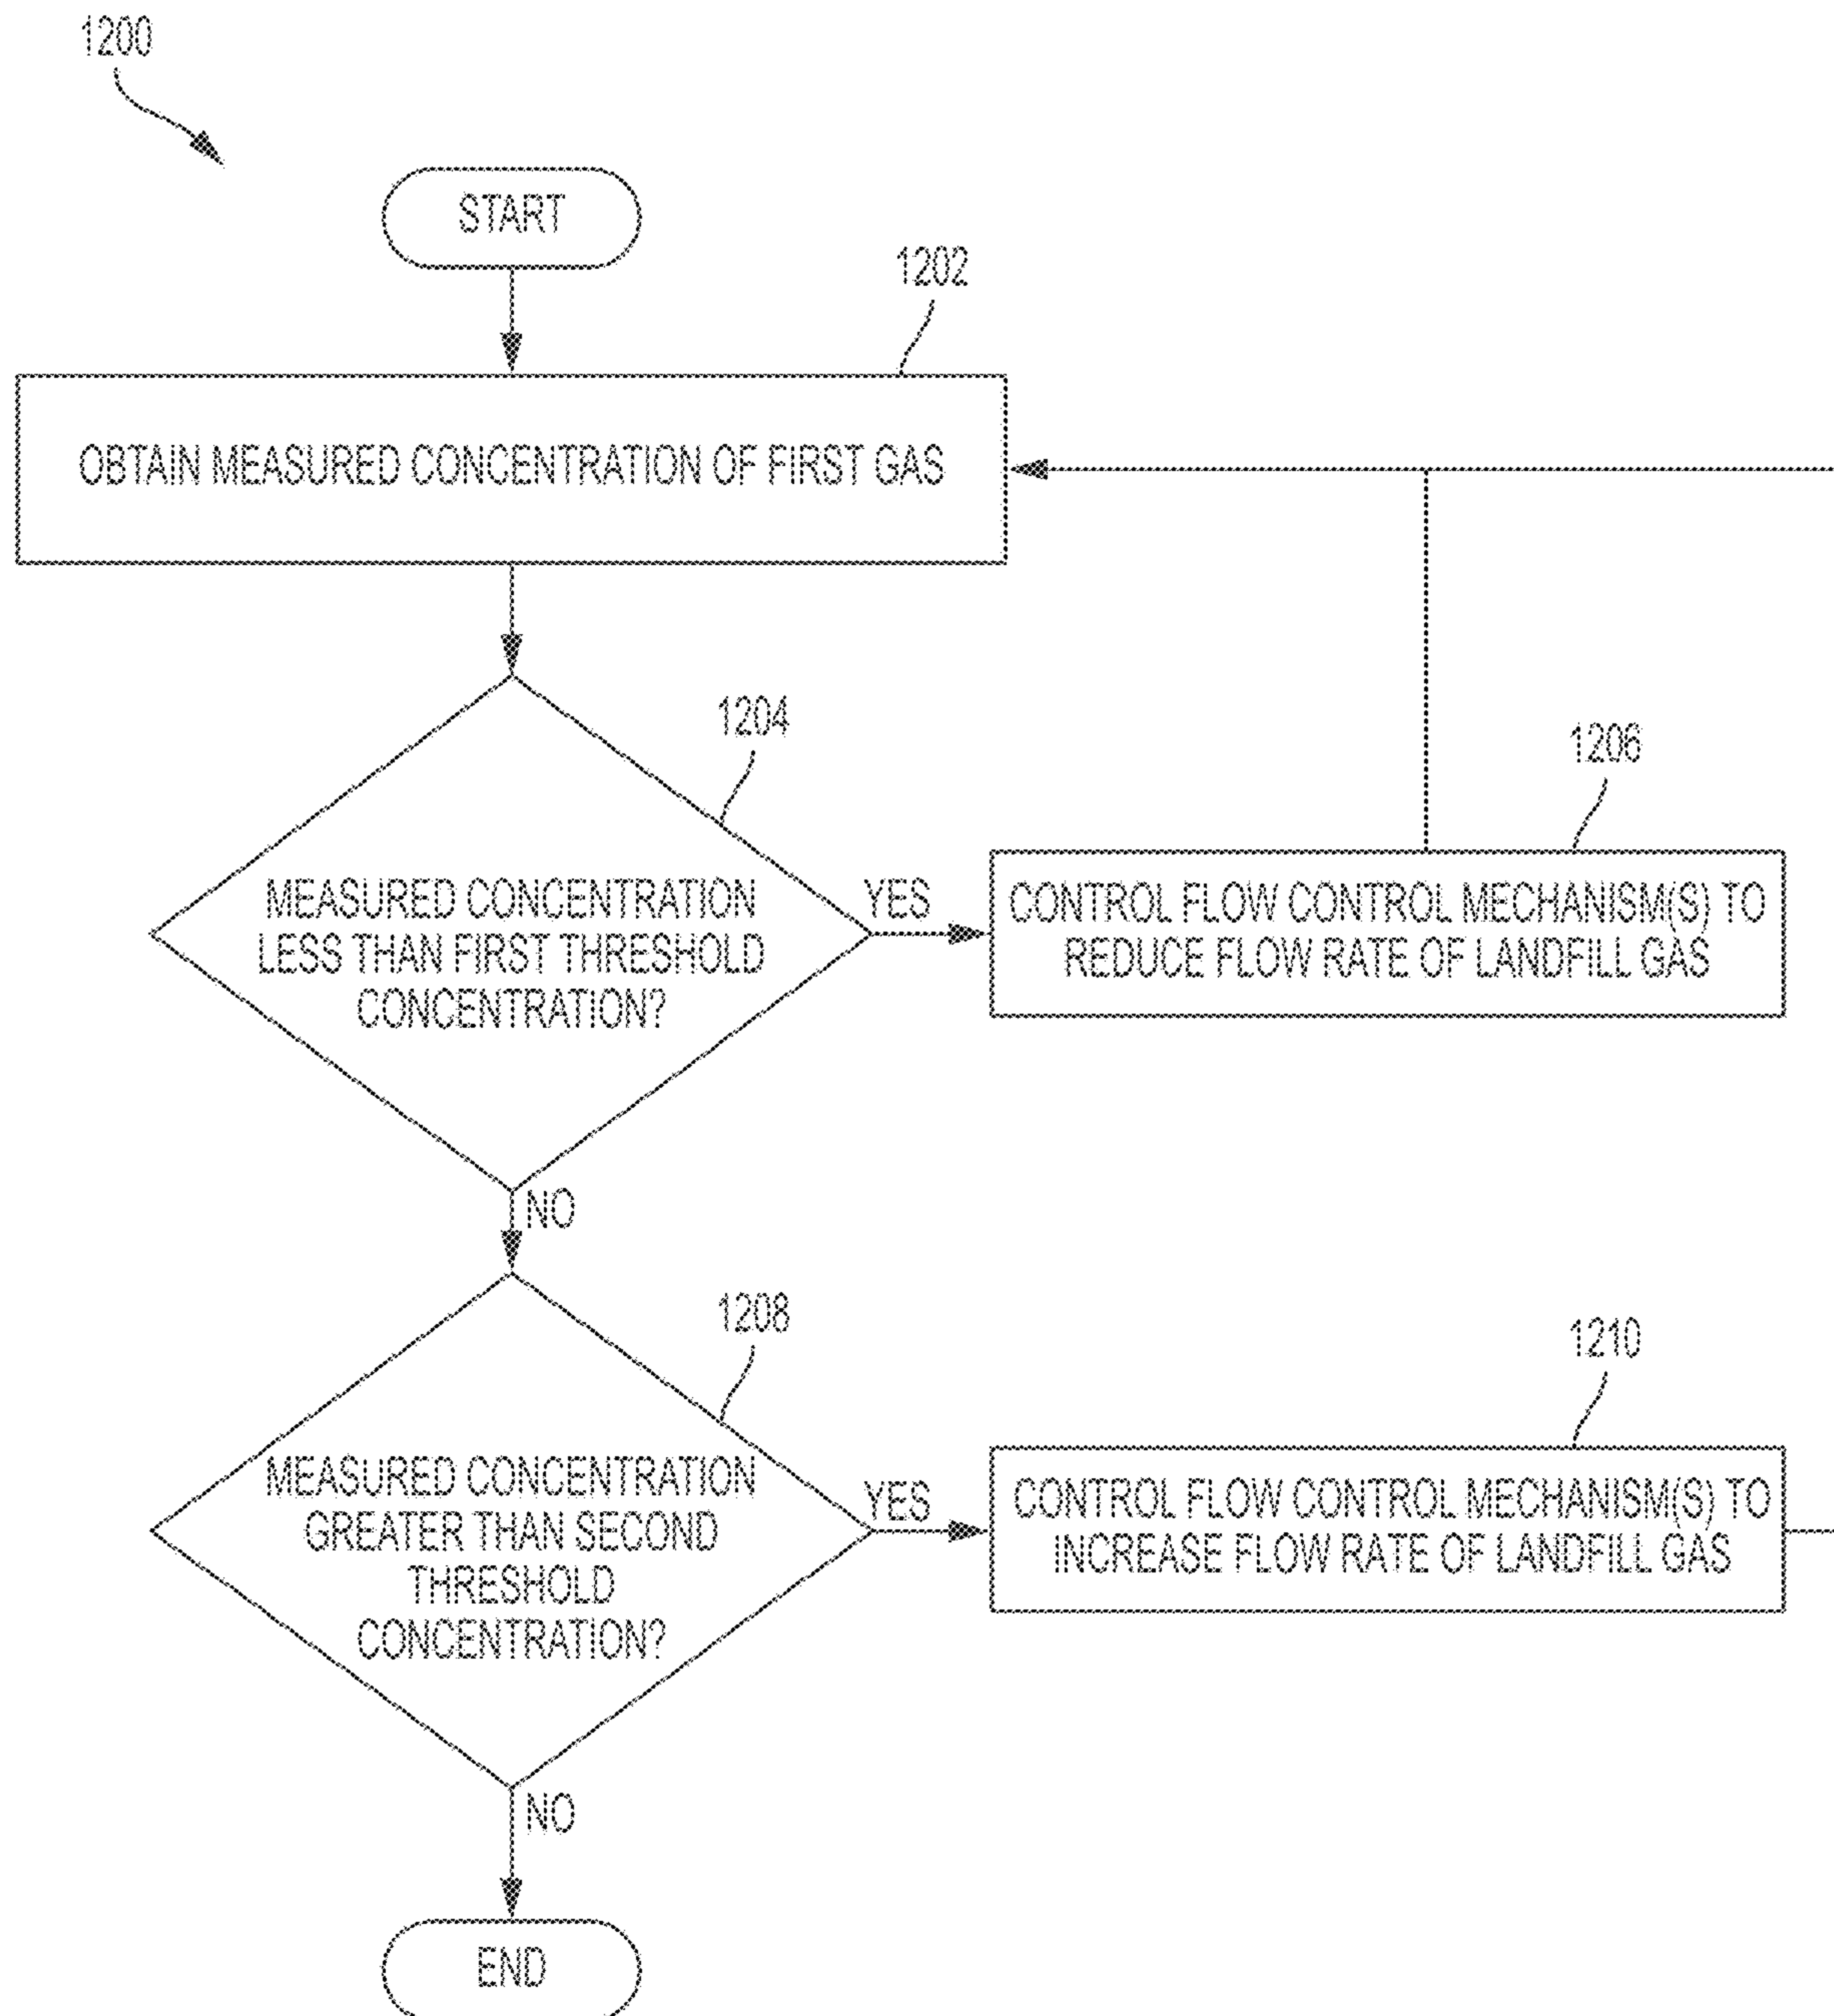 1200
START
1202
OBTAIN MEASURED CONCENTRATION OF FIRST GAS
1204
MEASURED CONCENTRATION
LESS THAN FIRST THRESHOLD
CONCENTRATION?
YES
1206
CONTROL FLOW CONTROL MECHANISM(S) TO
REDUCE FLOW RATE OF LANDFILL GAS
NO
1208
MEASURED CONCENTRATION
GREATER THAN SECOND
THRESHOLD
CONCENTRATION?
YES
1210
CONTROL FLOW CONTROL MECHANISM(S) TO
INCREASE FLOW RATE OF LANDFILL GAS
NO
END